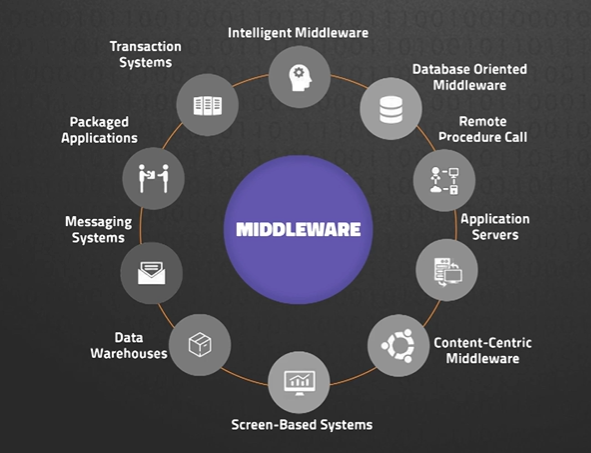 Intelligent Middleware
Database Oriented
Middleware
Remote
Procedure Call
Application
Servers
Content-Centric
Middleware
Screen-Based Systems
Data
Warehouses
Messaging
Systems
Packaged
Applications
Transaction
Systems
MIDDLEWARE